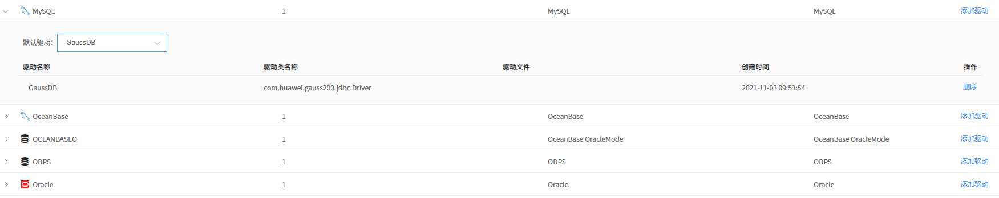 MySQL 1 MySQL MySQL 添加驱动
默认驱动: GaussDB
驱动名称 驱动类名称 驱动文件 创建时间 操作
GaussDB com.huawei.gauss200.jdbc.Driver 2021-11-03 09:53:54 删除
OceanBase 1 OceanBase OceanBase 添加驱动
OCEANBASEO 1 OceanBase OracleMode OceanBase OracleMode 添加驱动
ODPS 1 ODPS ODPS 添加驱动
Oracle 1 Oracle Oracle 添加驱动